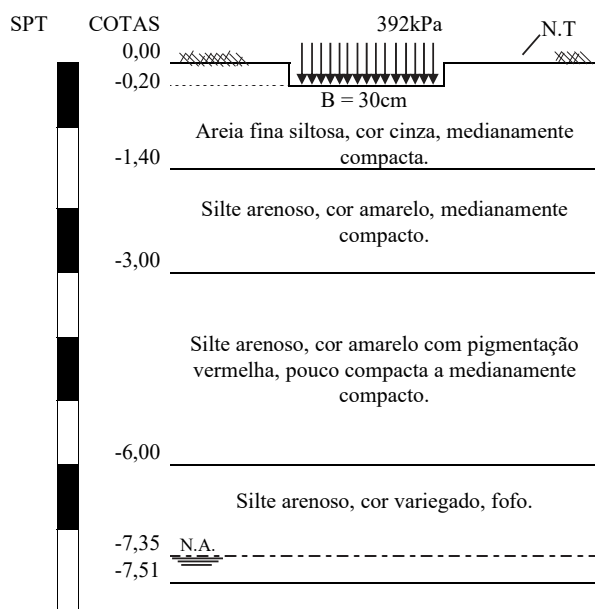 SPT COTAS 392kPa N.T
0,00
-0,20
B = 30cm
Areia fina siltosa, cor cinza, medianamente
compacta.
-1,40
Silte arenoso, cor amarelo, medianamente
compacto.
-3,00
Silte arenoso, cor amarelo com pigmentação
vermelha, pouco compacta a medianamente
compacto.
-6,00
Silte arenoso, cor variegado, fofo.
-7,35 N.A.
-7,51